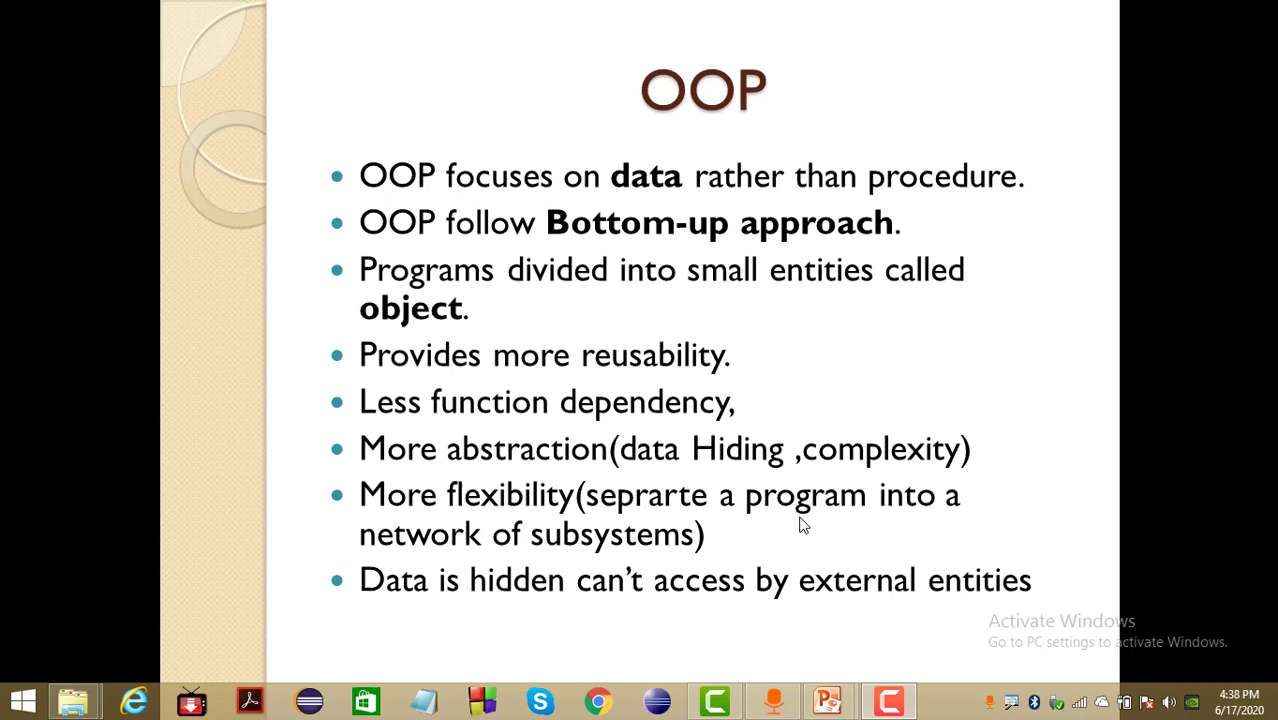 OOP
• OOP focuses on data rather than procedure.
• OOP follow Bottom-up approach.
• Programs divided into small entities called
object.
• Provides more reusability.
• Less function dependency,
• More abstraction(data Hiding ,complexity)
• More flexibility(seprarte a program into a
network of subsystems)
• Data is hidden can’t access by external entities
Activate Windows
Go to PC settings to activate Windows.
4:38 PM
6/17/2020